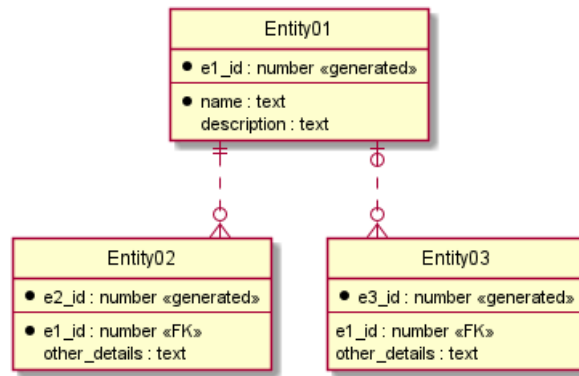 Entity01
e1_id : number «generated»
name : text
description : text
Entity02
e2_id : number «generated»
e1_id : number «FK»
other_details : text
Entity03
e3_id : number «generated»
e1_id : number «FK»
other_details : text